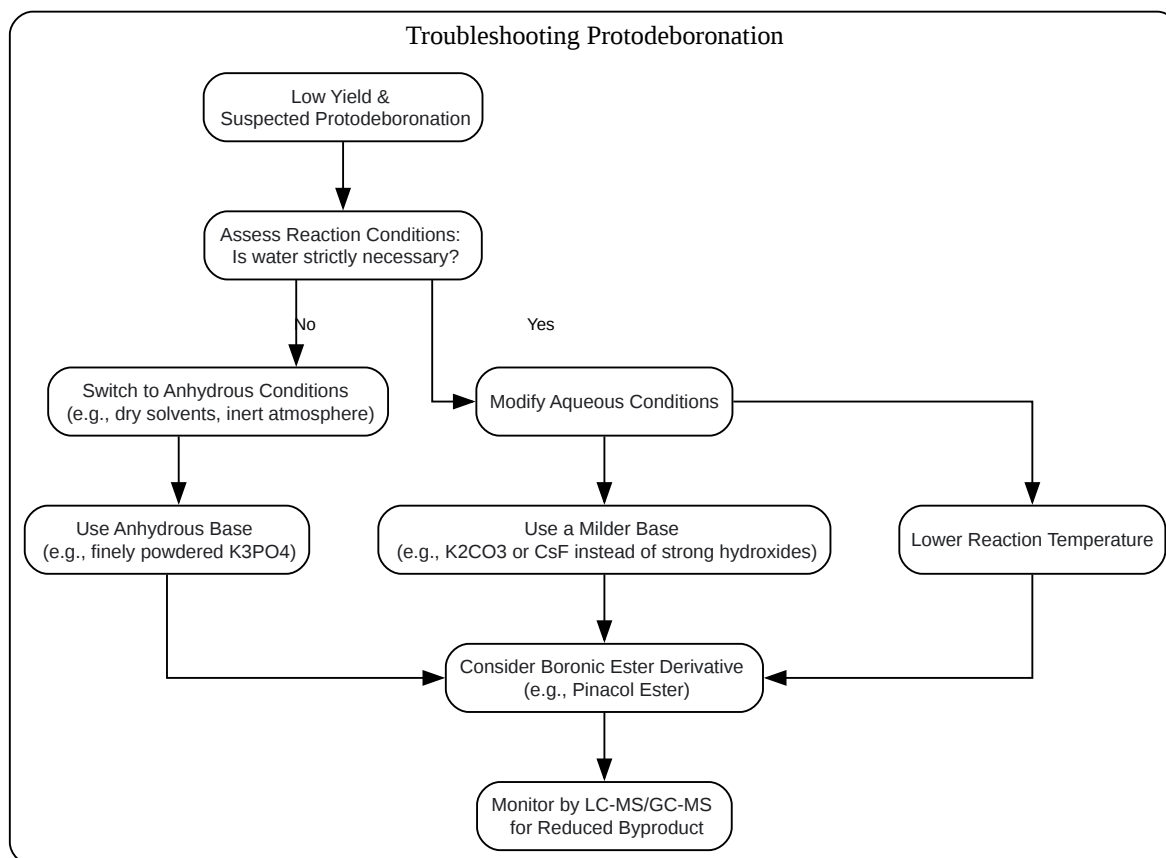 Troubleshooting Protodeboronation
Low Yield &
Suspected Protodeboronation
Assess Reaction Conditions:
Is water strictly necessary?
No
Yes
Switch to Anhydrous Conditions
(e.g., dry solvents, inert atmosphere)
Modify Aqueous Conditions
Use Anhydrous Base
(e.g., finely powdered K3PO4)
Use a Milder Base
(e.g., K2CO3 or CsF instead of strong hydroxides)
Lower Reaction Temperature
Consider Boronic Ester Derivative
(e.g., Pinacol Ester)
Monitor by LC-MS/GC-MS
for Reduced Byproduct